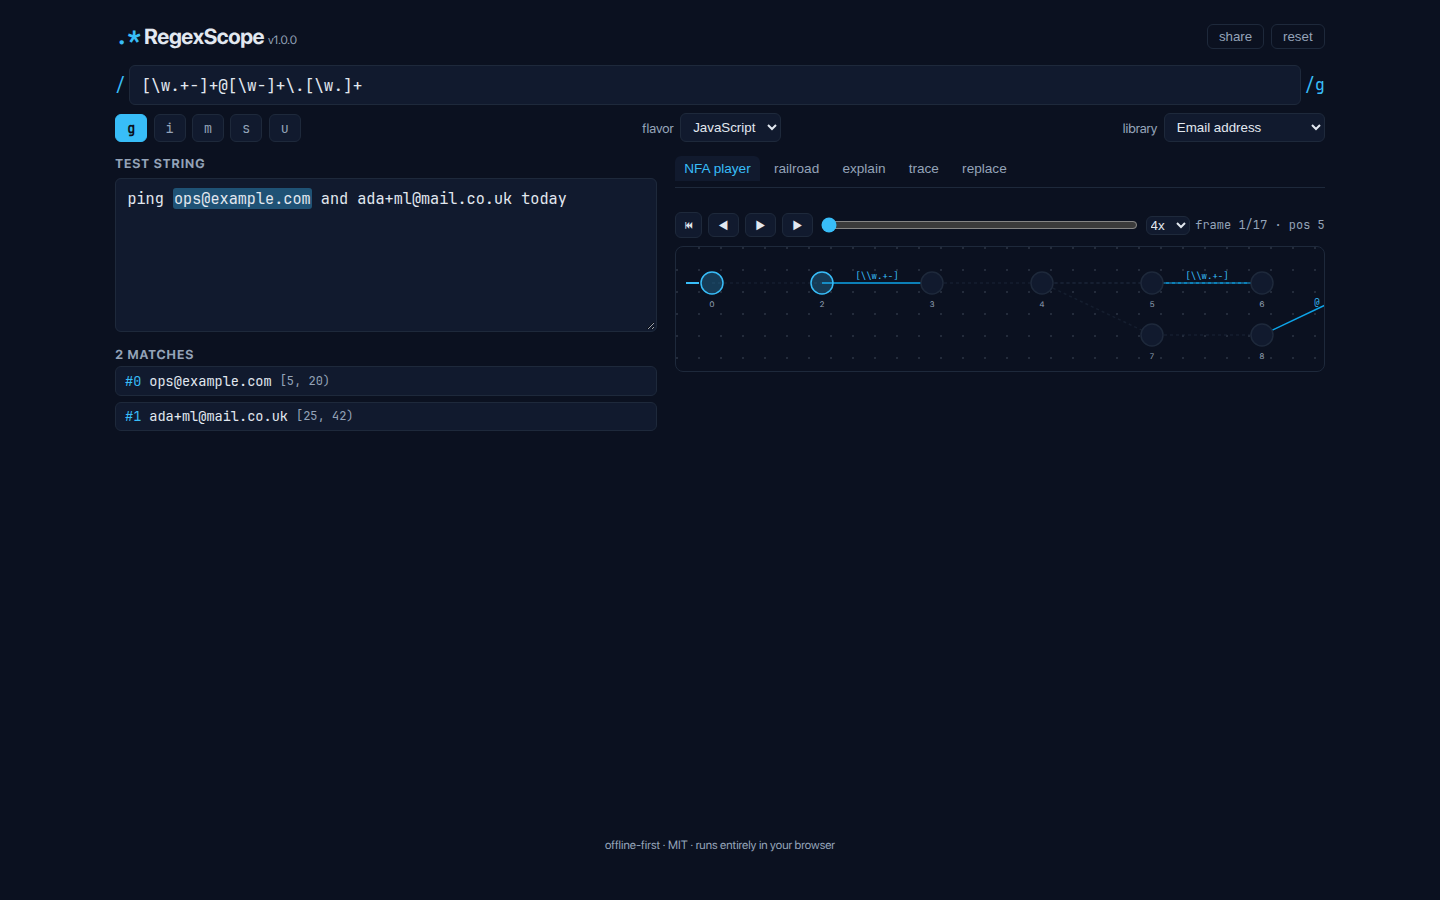 .* RegexScope v1.0.0
share reset
/ [\w.+-]+@[\w-]+\.[\w.]+ /g
g i m s u
flavor JavaScript
library Email address
TEST STRING
ping ops@example.com and ada+ml@mail.co.uk today
2 MATCHES
#0 ops@example.com [5, 20)
#1 ada+ml@mail.co.uk [25, 42)
NFA player railroad explain trace replace
4x frame 1/17 · pos 5
[\\w.+-] [\\w.+-]
0 2 3 4 5 6
@
7 8
offline-first · MIT · runs entirely in your browser